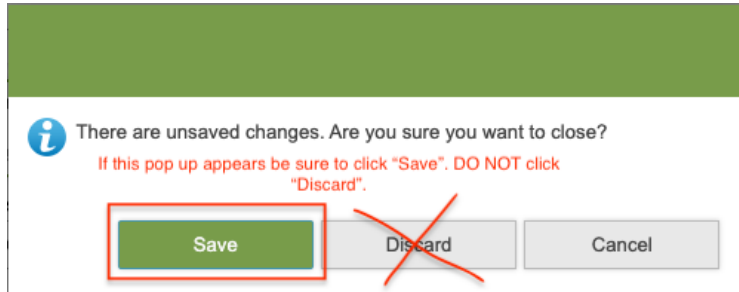 There are unsaved changes. Are you sure you want to close?
If this pop up appears be sure to click “Save”. DO NOT click
“Discard”.
Save
Discard
Cancel